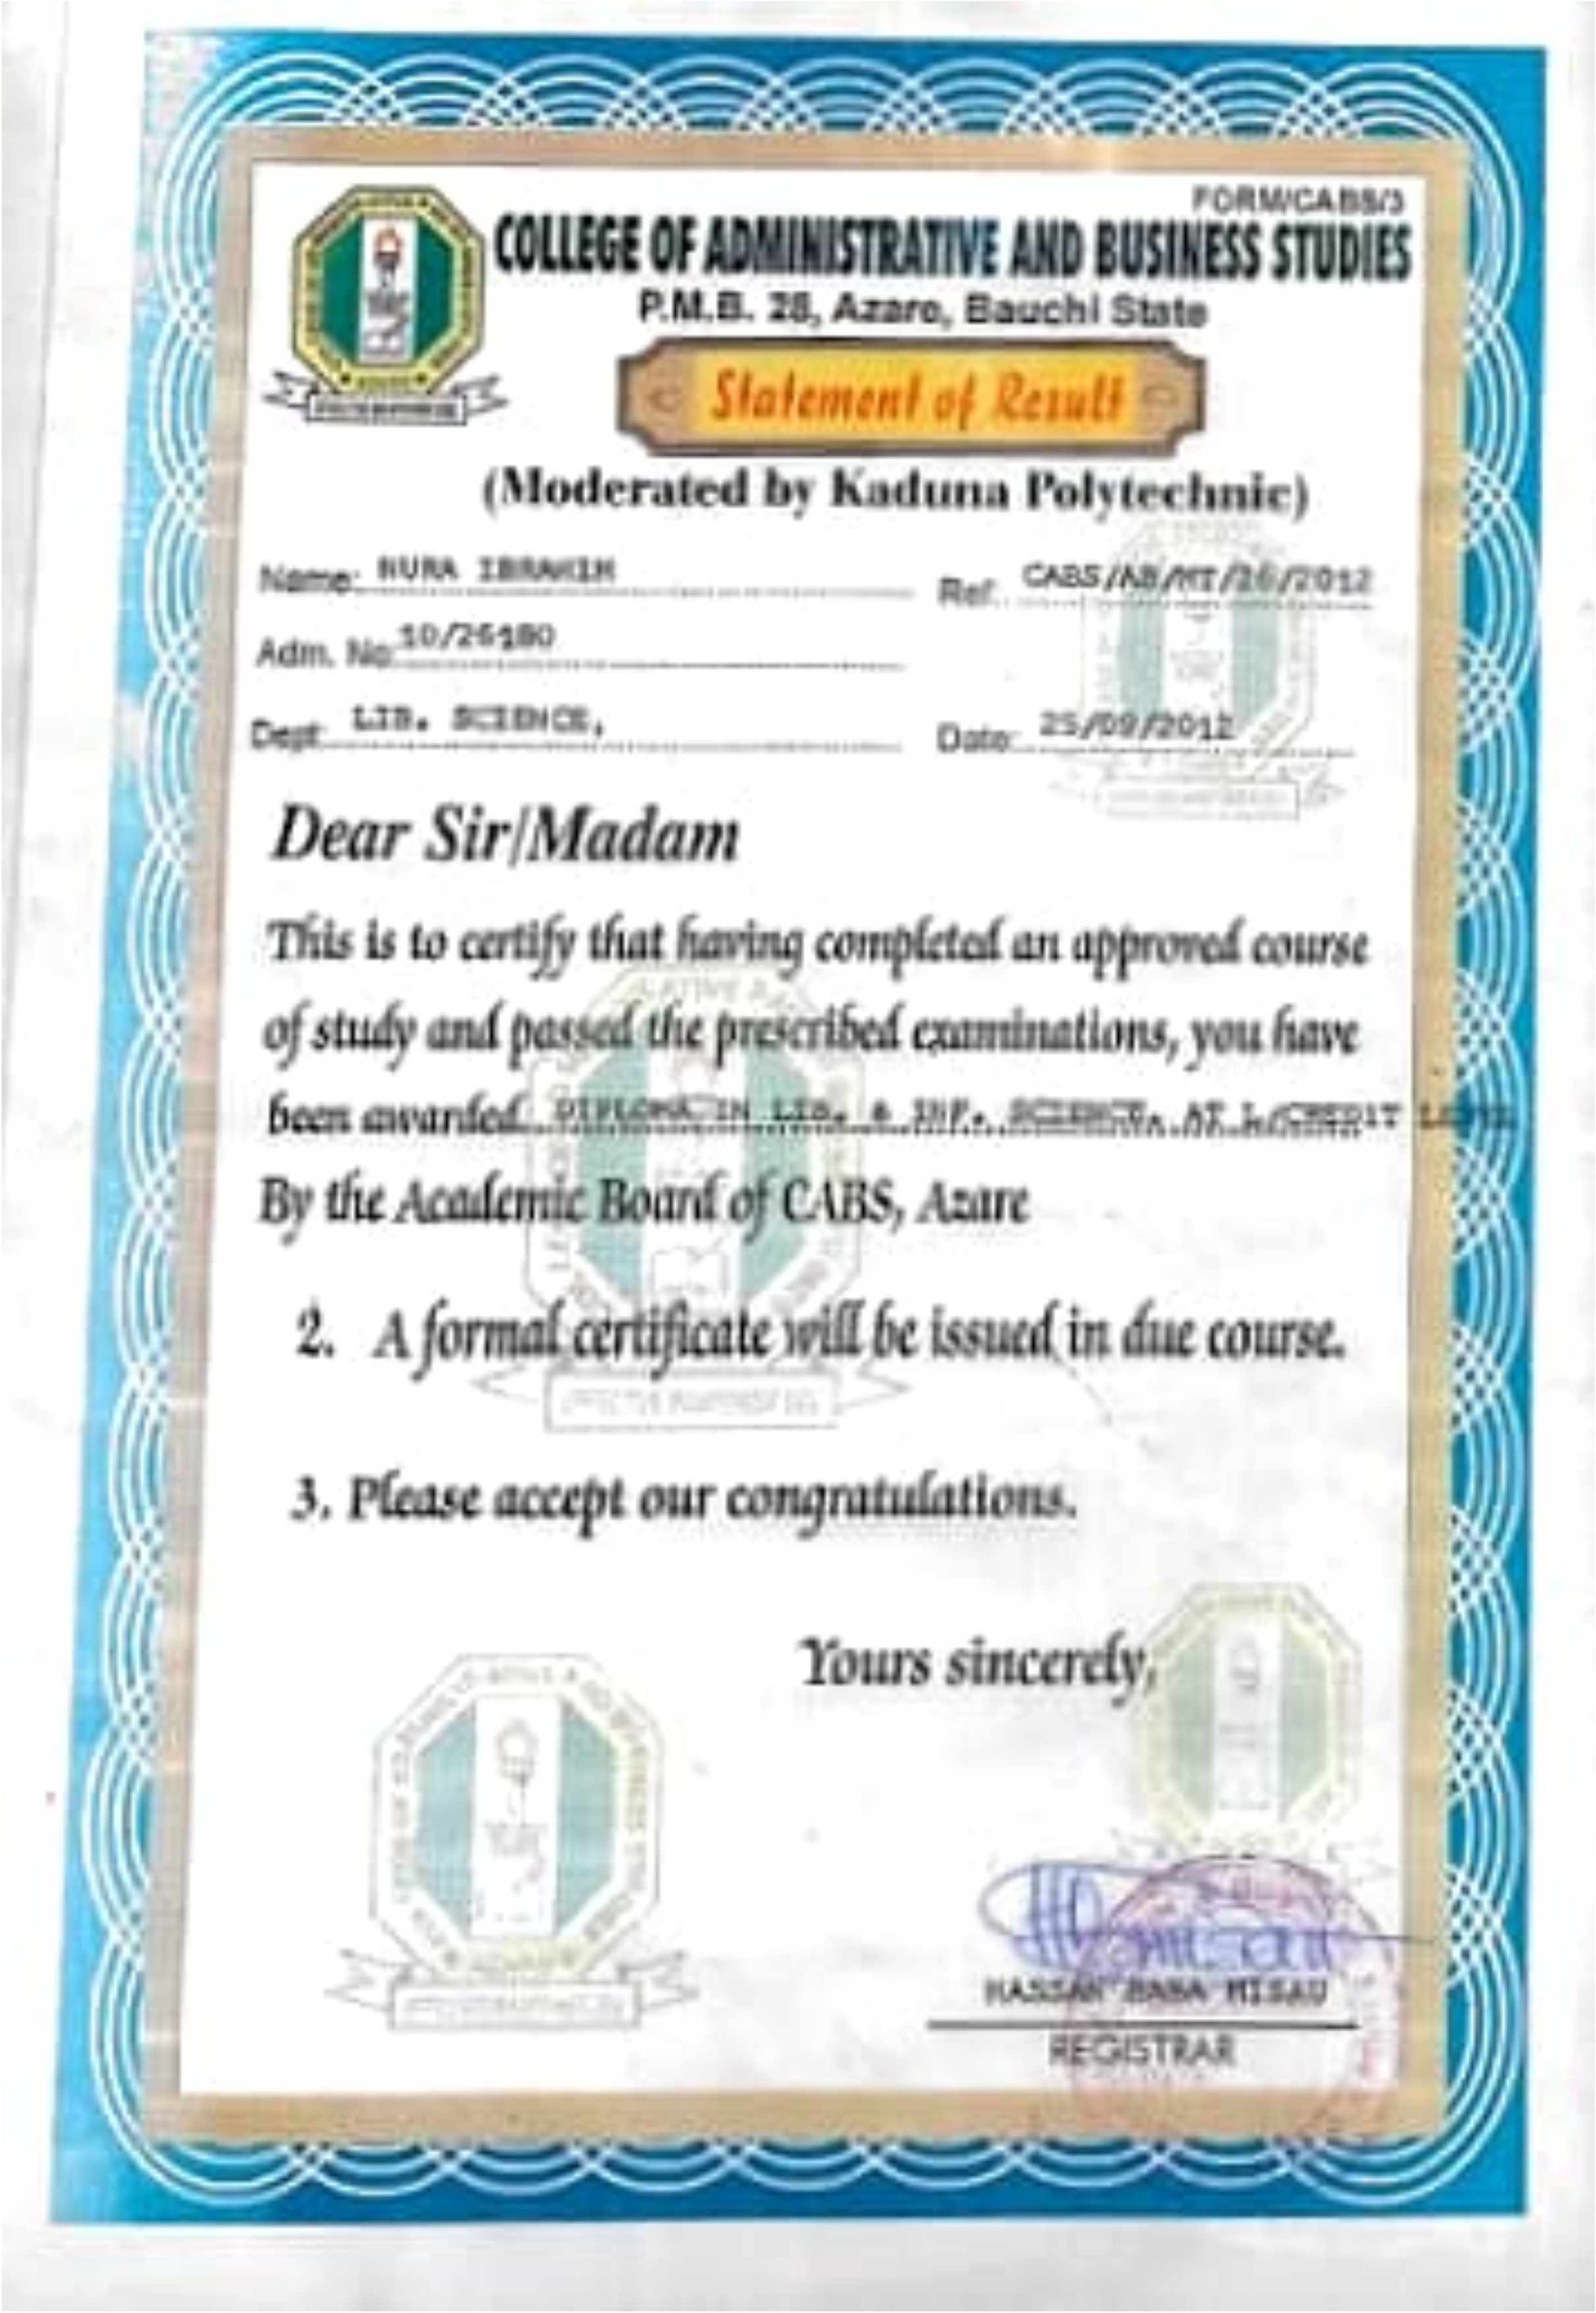 FORM/CABS/3
COLLEGE OF ADMINISTRATIVE AND BUSINESS STUDIES
P.M.B. 28, Azare, Bauchi State
Statement of Result
(Moderated by Kaduna Polytechnic)
Name: NURA IBRAHIM
Ref: CABS/AB/MI/26/2012
Adm. No: 10/26180
Dept: LIB. SCIENCE,
Date: 25/09/2012
Dear Sir/Madam
This is to certify that having completed an approved course
of study and passed the prescribed examinations, you have
been awarded DIPLOMA IN LIB. & INF. SCIENCE, AT L/CREDIT LEVEL
By the Academic Board of CABS, Azare
2. A formal certificate will be issued in due course.
3. Please accept our congratulations.
Yours sincerely,
HASSAN BABA MISAU
REGISTRAR